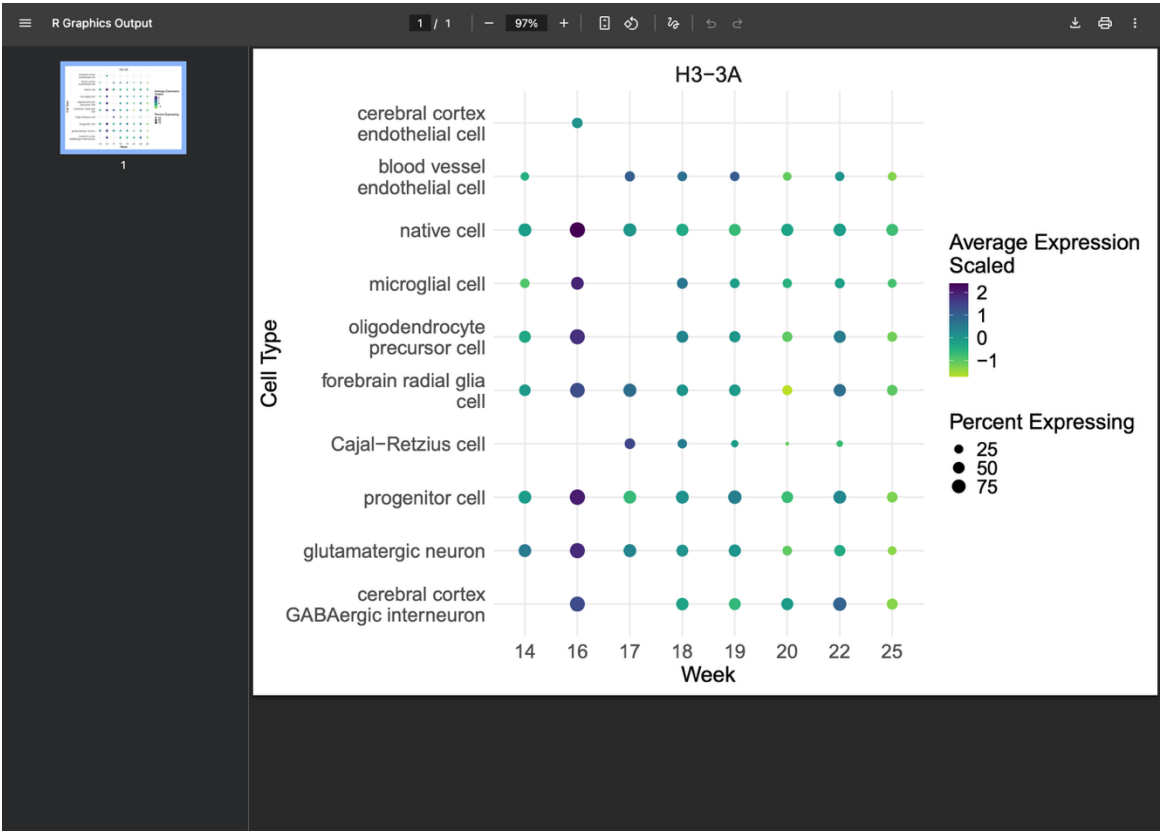 R Graphics Output
1 / 1
97%
1
H3−3A
cerebral cortex
endothelial cell
blood vessel
endothelial cell
native cell
microglial cell
oligodendrocyte
precursor cell
forebrain radial glia
cell
Cajal−Retzius cell
progenitor cell
glutamatergic neuron
cerebral cortex
GABAergic interneuron
Cell Type
14 16 17 18 19 20 22 25
Week
Average Expression
Scaled
2
1
0
−1
Percent Expressing
25
50
75